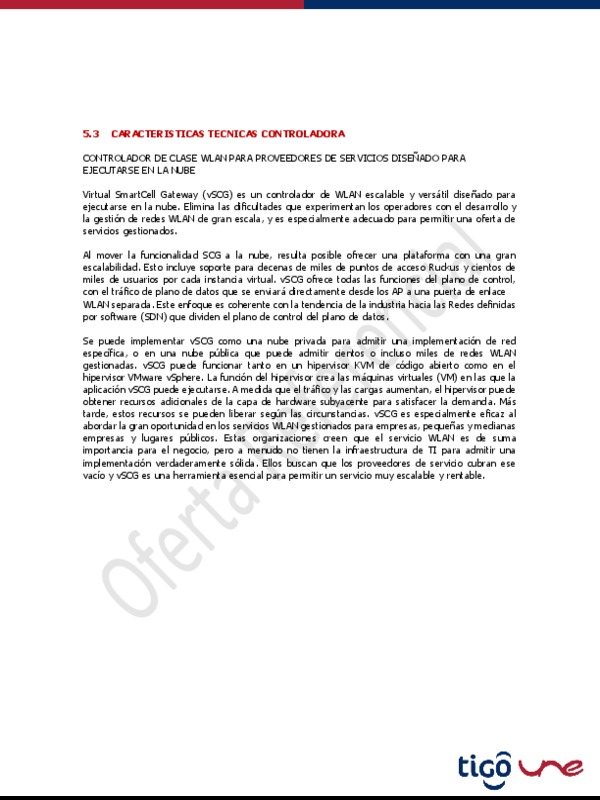 5.3 CARACTERISTICAS TECNICAS CONTROLADORA
CONTROLADOR DE CLASE WLAN PARA PROVEEDORES DE SERVICIOS DISEÑADO PARA
EJECUTARSE EN LA NUBE
Virtual SmartCell Gateway (vSCG) es un controlador de WLAN escalable y versátil diseñado para
ejecutarse en la nube. Elimina las dificultades que experimentan los operadores con el desarrollo y
la gestión de redes WLAN de gran escala, y es especialmente adecuado para permitir una oferta de
servicios gestionados.
Al mover la funcionalidad SCG a la nube, resulta posible ofrecer una plataforma con una gran
escalabilidad. Esto incluye soporte para decenas de miles de puntos de acceso Ruckus y cientos de
miles de usuarios por cada instancia virtual. vSCG ofrece todas las funciones del plano de control,
con el tráfico de plano de datos que se enviará directamente desde los AP a una puerta de enlace
WLAN separada. Este enfoque es coherente con la tendencia de la industria hacia las Redes definidas
por software (SDN) que dividen el plano de control del plano de datos.
Se puede implementar vSCG como una nube privada para admitir una implementación de red
específica, o en una nube pública que puede admitir cientos o incluso miles de redes WLAN
gestionadas. vSCG puede funcionar tanto en un hipervisor KVM de código abierto como en el
hipervisor VMware vSphere. La función del hipervisor crea las máquinas virtuales (VM) en las que la
aplicación vSCG puede ejecutarse. A medida que el tráfico y las cargas aumentan, el hipervisor puede
obtener recursos adicionales de la capa de hardware subyacente para satisfacer la demanda. Más
tarde, estos recursos se pueden liberar según las circunstancias. vSCG es especialmente eficaz al
abordar la gran oportunidad en los servicios WLAN gestionados para empresas, pequeñas y medianas
empresas y lugares públicos. Estas organizaciones creen que el servicio WLAN es de suma
importancia para el negocio, pero a menudo no tienen la infraestructura de TI para admitir una
implementación verdaderamente sólida. Ellos buscan que los proveedores de servicio cubran ese
vacío y vSCG es una herramienta esencial para permitir un servicio muy escalable y rentable.
Oferta Referencial
tigo une